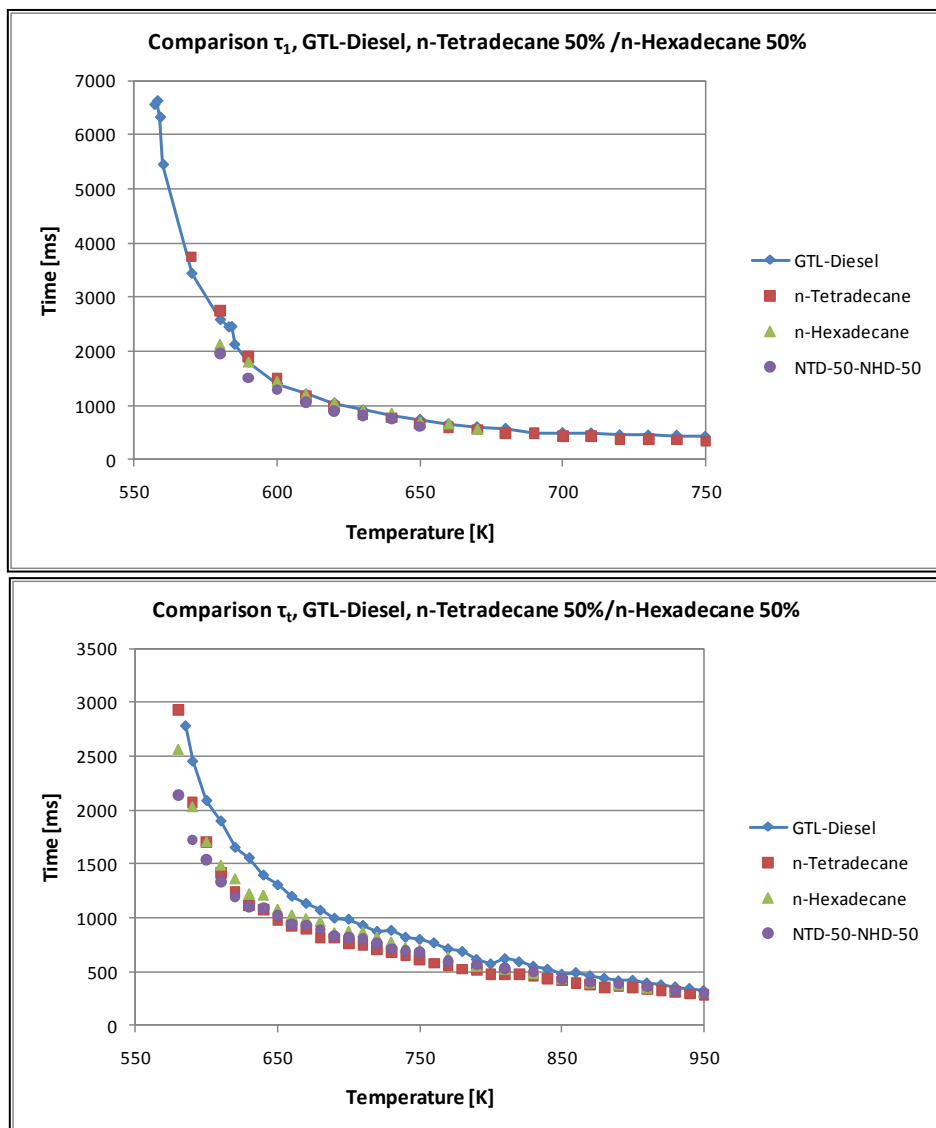 Comparison τ₁, GTL-Diesel, n-Tetradecane 50% /n-Hexadecane 50%
7000
6000
5000
4000
3000
2000
1000
0
Time [ms]
550 600 650 700 750
Temperature [K]
GTL-Diesel
n-Tetradecane
n-Hexadecane
NTD-50-NHD-50
Comparison τₜ, GTL-Diesel, n-Tetradecane 50%/n-Hexadecane 50%
3500
3000
2500
2000
1500
1000
500
0
Time [ms]
550 650 750 850 950
Temperature [K]
GTL-Diesel
n-Tetradecane
n-Hexadecane
NTD-50-NHD-50